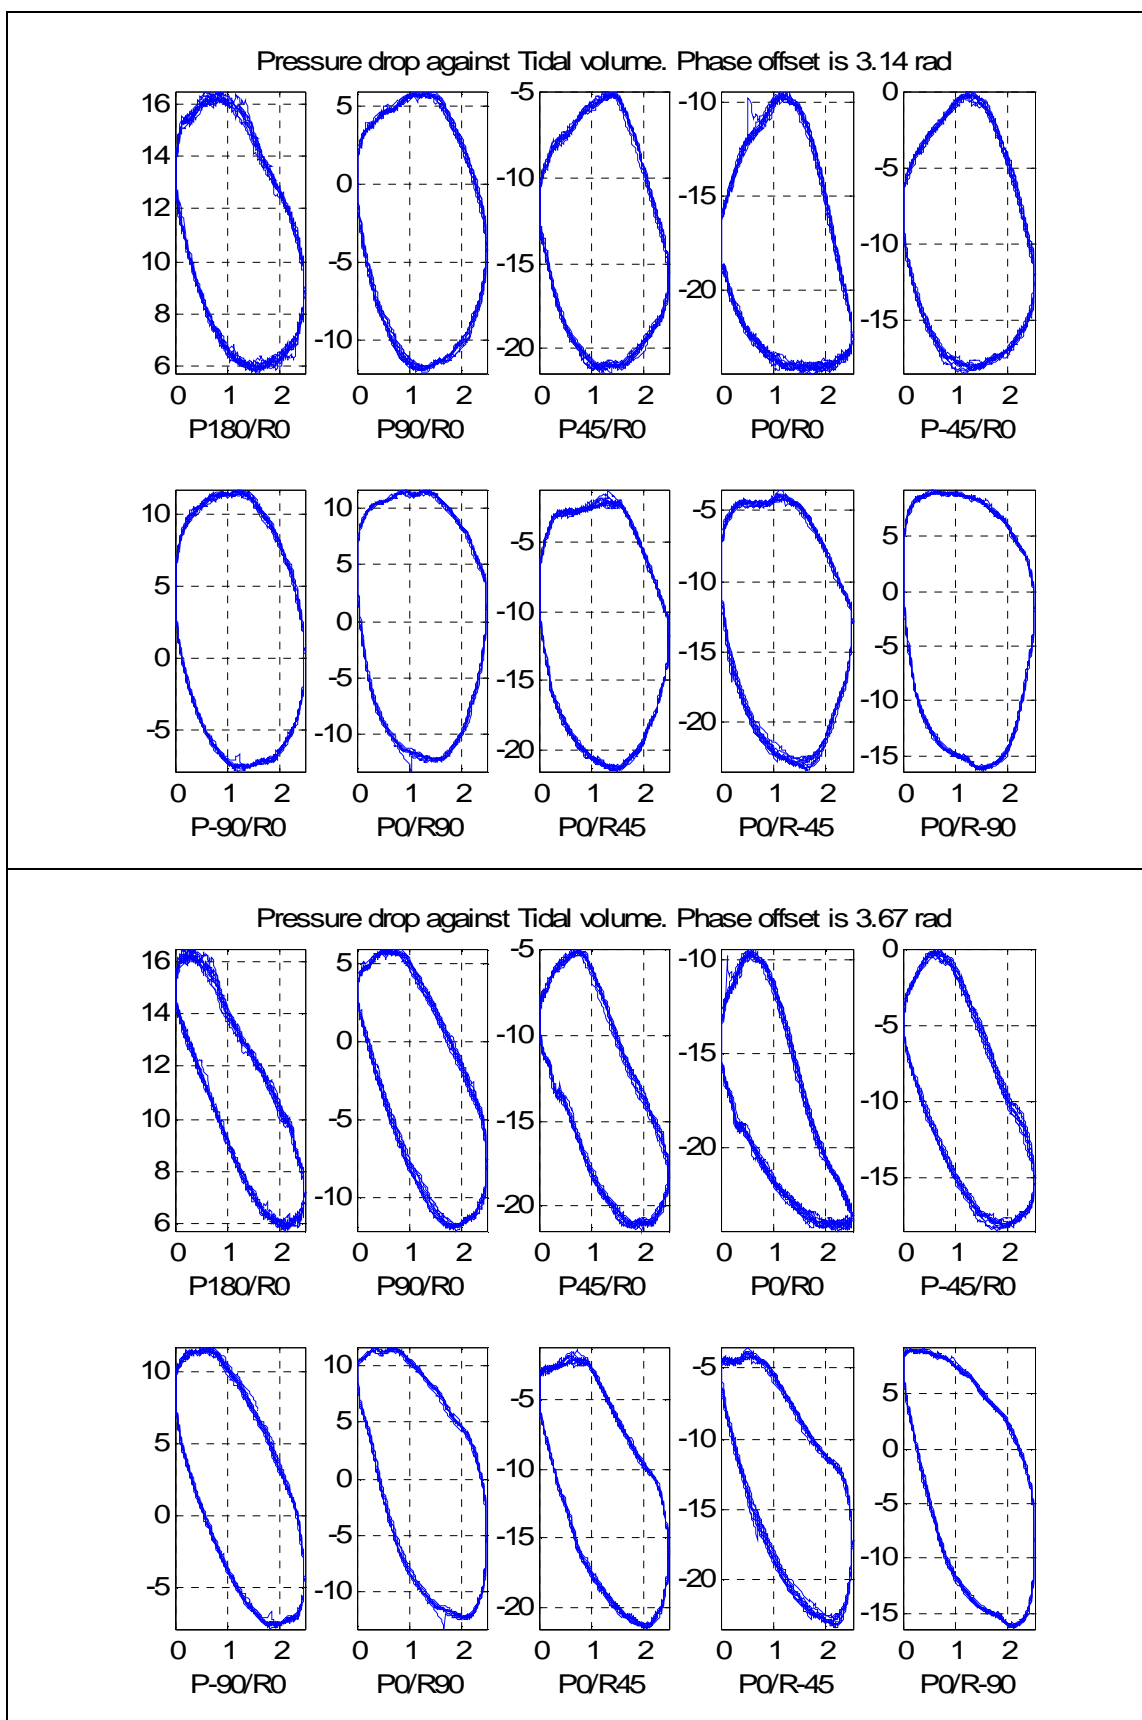 Pressure drop against Tidal volume. Phase offset is 3.14 rad
16 14 12 10 8 6
5 0 -5 -10
-5 -10 -15 -20
-10 -15 -20
0 -5 -10 -15
0 1 2 0 1 2 0 1 2 0 1 2 0 1 2
P180/R0 P90/R0 P45/R0 P0/R0 P-45/R0
10 5 0 -5
10 5 0 -5 -10
-5 -10 -15 -20
-5 -10 -15 -20
5 0 -5 -10 -15
0 1 2 0 1 2 0 1 2 0 1 2 0 1 2
P-90/R0 P0/R90 P0/R45 P0/R-45 P0/R-90
Pressure drop against Tidal volume. Phase offset is 3.67 rad
16 14 12 10 8 6
5 0 -5 -10
-5 -10 -15 -20
-10 -15 -20
0 -5 -10 -15
0 1 2 0 1 2 0 1 2 0 1 2 0 1 2
P180/R0 P90/R0 P45/R0 P0/R0 P-45/R0
10 5 0 -5
10 5 0 -5 -10
-5 -10 -15 -20
-5 -10 -15 -20
5 0 -5 -10 -15
0 1 2 0 1 2 0 1 2 0 1 2 0 1 2
P-90/R0 P0/R90 P0/R45 P0/R-45 P0/R-90